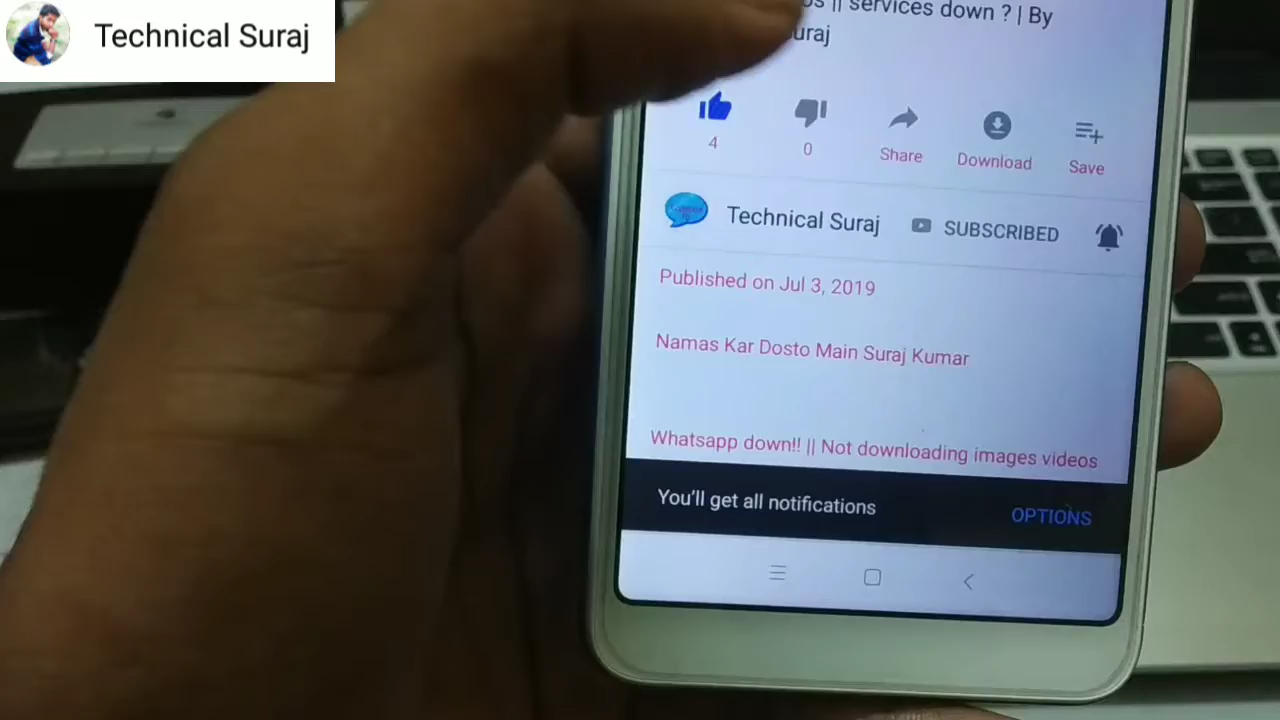 Technical Suraj
|| services down ? | By
uraj
4
0
Share
Download
Save
Technical Suraj
SUBSCRIBED
Published on Jul 3, 2019
Namas Kar Dosto Main Suraj Kumar
Whatsapp down!! || Not downloading images videos
You'll get all notifications
OPTIONS